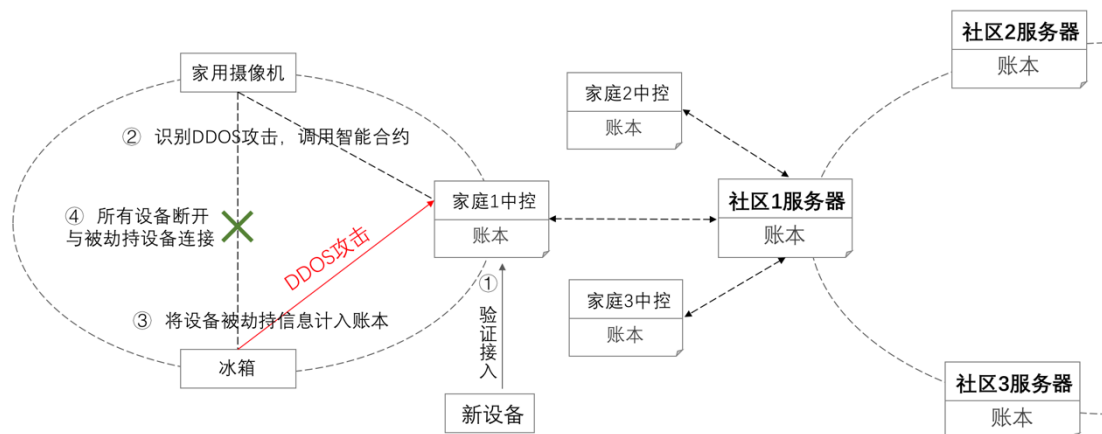 社区2服务器
账本
家用摄像机
家庭2中控
账本
② 识别DDOS攻击，调用智能合约
家庭1中控
账本
社区1服务器
账本
④ 所有设备断开
与被劫持设备连接
DDOS攻击
①
验证接入
家庭3中控
账本
③ 将设备被劫持信息计入账本
冰箱
新设备
社区3服务器
账本